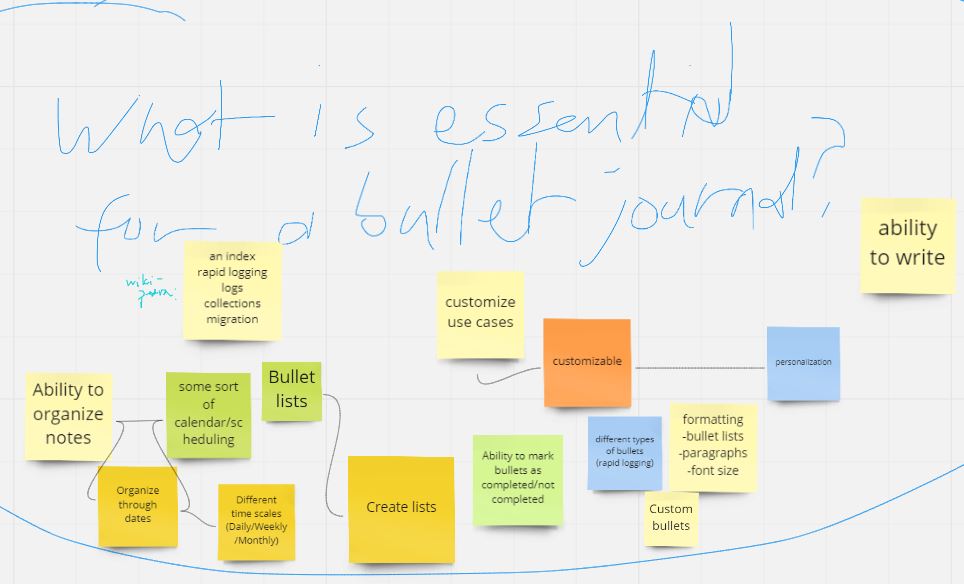 What is essential
for a bullet journal?
wiki-
pedia:
an index
rapid logging
logs
collections
migration
ability
to write
customize
use cases
customizable
personalization
Ability to
organize
notes
some sort
of
calendar/sc
heduling
Bullet
lists
Organize
through
dates
Different
time scales
(Daily/Weekly
/Monthly)
Create lists
Ability to mark
bullets as
completed/not
completed
different types
of bullets
(rapid logging)
formatting
-bullet lists
-paragraphs
-font size
Custom
bullets